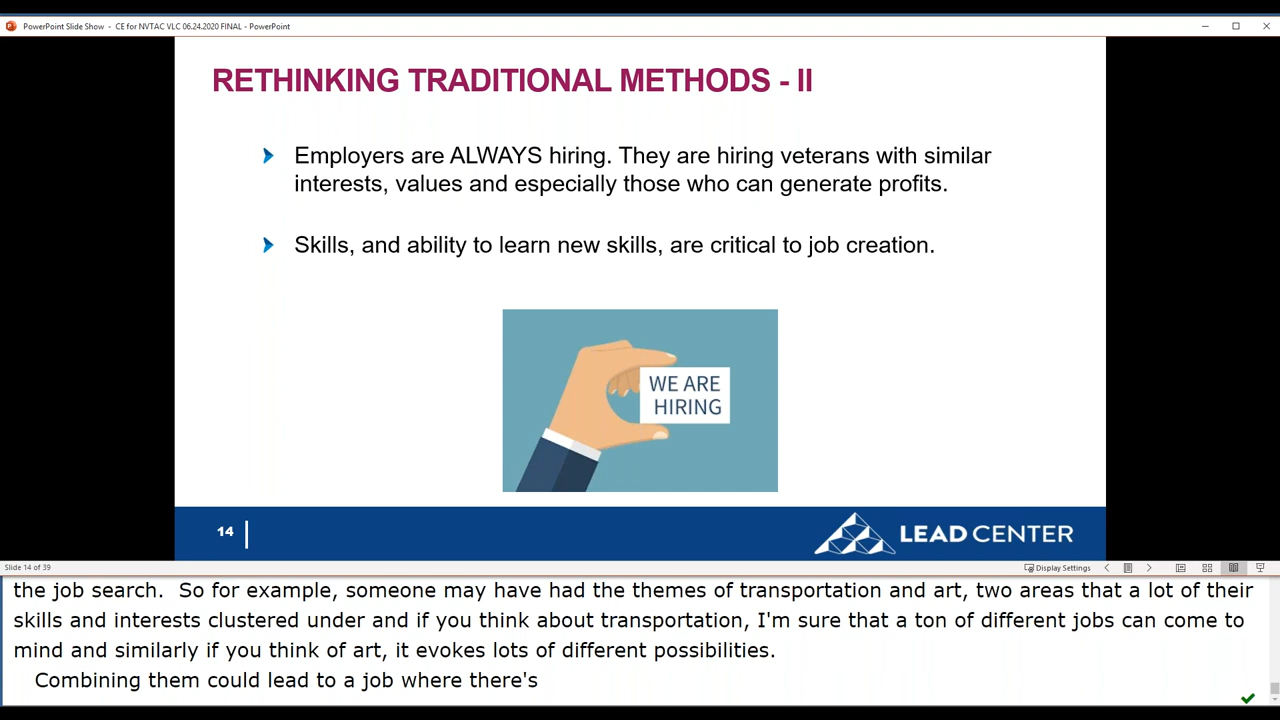 PowerPoint Slide Show - CE for NVTAC VLC 06.24.2020 FINAL - PowerPoint
RETHINKING TRADITIONAL METHODS - II
Employers are ALWAYS hiring. They are hiring veterans with similar
interests, values and especially those who can generate profits.
Skills, and ability to learn new skills, are critical to job creation.
WE ARE
HIRING
14
LEAD CENTER
Slide 14 of 39
Display Settings
the job search. So for example, someone may have had the themes of transportation and art, two areas that a lot of their
skills and interests clustered under and if you think about transportation, I'm sure that a ton of different jobs can come to
mind and similarly if you think of art, it evokes lots of different possibilities.
Combining them could lead to a job where there's